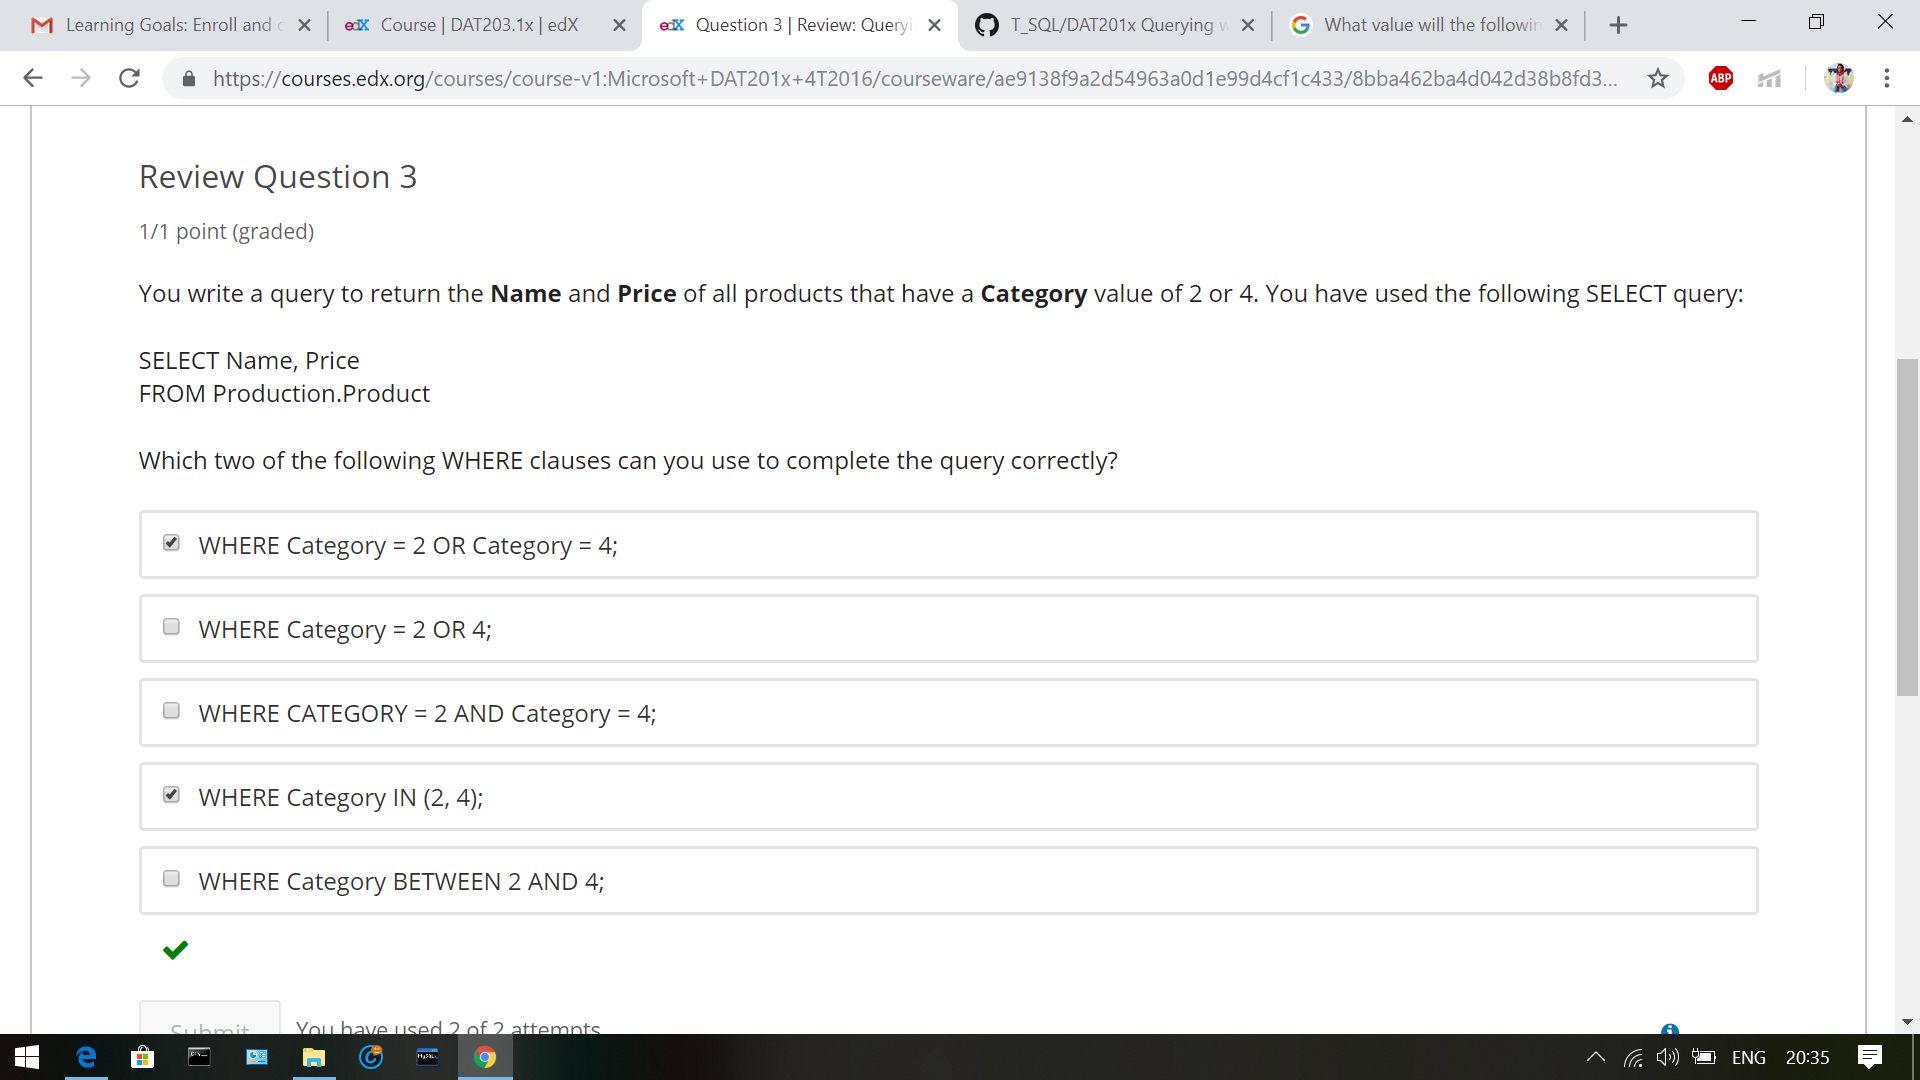 Learning Goals: Enroll and
edX Course | DAT203.1x | edX
edX Question 3 | Review: Query
T_SQL/DAT201x Querying
G What value will the followin
https://courses.edx.org/courses/course-v1:Microsoft+DAT201x+4T2016/courseware/ae9138f9a2d54963a0d1e99d4cf1c433/8bba462ba4d042d38b8fd3...
ABP
Review Question 3
1/1 point (graded)
You write a query to return the Name and Price of all products that have a Category value of 2 or 4. You have used the following SELECT query:
SELECT Name, Price
FROM Production.Product
Which two of the following WHERE clauses can you use to complete the query correctly?
WHERE Category = 2 OR Category = 4;
WHERE Category = 2 OR 4;
WHERE CATEGORY = 2 AND Category = 4;
WHERE Category IN (2, 4);
WHERE Category BETWEEN 2 AND 4;
Submit You have used 2 of 2 attempts
ENG 20:35